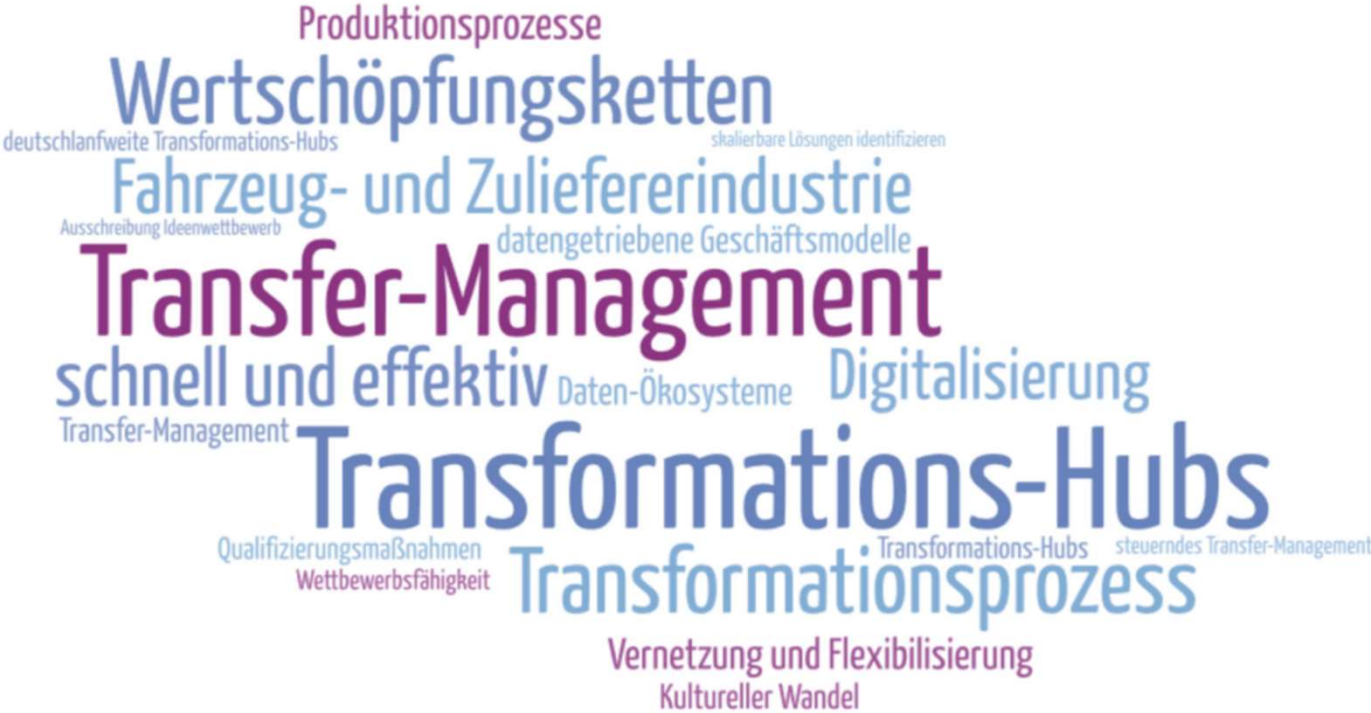 Produktionsprozesse
Wertschöpfungsketten
deutschlanfweite Transformations-Hubs
skalierbare Lösungen identifizieren
Fahrzeug- und Zuliefererindustrie
Ausschreibung Ideenwettbewerb
datengetriebene Geschäftsmodelle
Transfer-Management
schnell und effektiv
Daten-Ökosysteme
Digitalisierung
Transfer-Management
Transformations-Hubs
Qualifizierungsmaßnahmen
Transformations-Hubs
steuerndes Transfer-Management
Wettbewerbsfähigkeit
Transformationsprozess
Vernetzung und Flexibilisierung
Kultureller Wandel